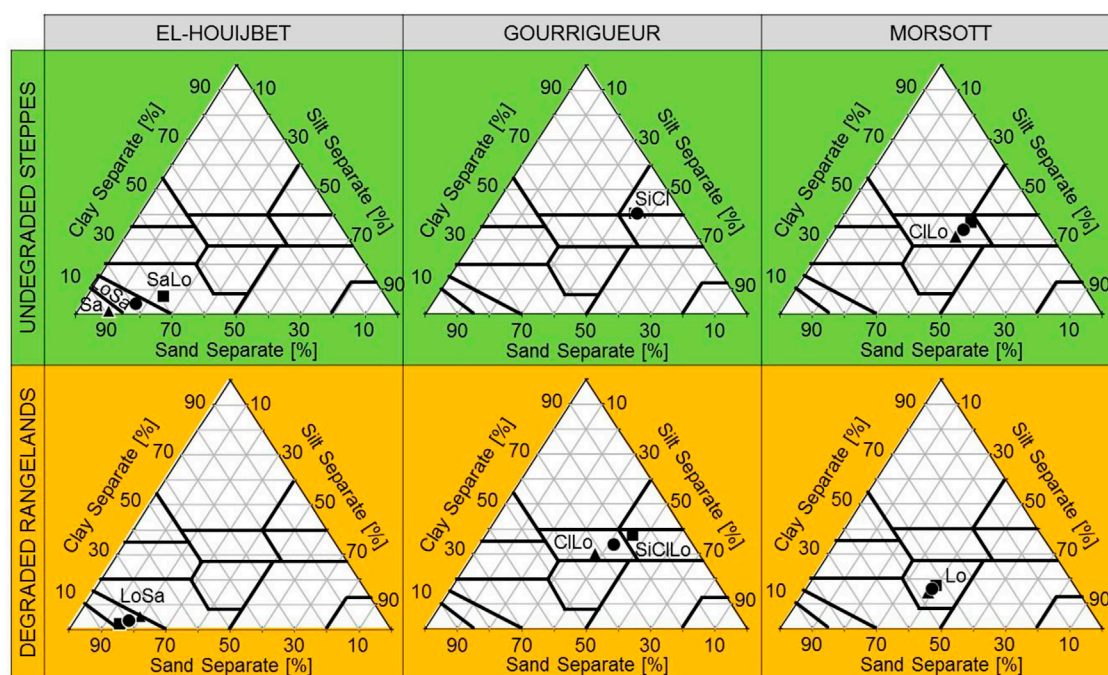 EL-HOUIJBET
GOURRIGUEUR
MORSOTT
UNDEGRADED STEPPES
90
10
70
30
50
50
30
70
10
90
Clay Separate [%]
Silt Separate [%]
SaLo
LoSa
Sa
90
70
50
30
10
Sand Separate [%]
90
10
70
30
50
50
30
70
10
90
Clay Separate [%]
Silt Separate [%]
SiCl
90
70
50
30
10
Sand Separate [%]
90
10
70
30
50
50
30
70
10
90
Clay Separate [%]
Silt Separate [%]
ClLo
90
70
50
30
10
Sand Separate [%]
DEGRADED RANGELANDS
90
10
70
30
50
50
30
70
10
90
Clay Separate [%]
Silt Separate [%]
LoSa
90
70
50
30
10
Sand Separate [%]
90
10
70
30
50
50
30
70
10
90
Clay Separate [%]
Silt Separate [%]
ClLo
SiClLo
90
70
50
30
10
Sand Separate [%]
90
10
70
30
50
50
30
70
10
90
Clay Separate [%]
Silt Separate [%]
Lo
90
70
50
30
10
Sand Separate [%]